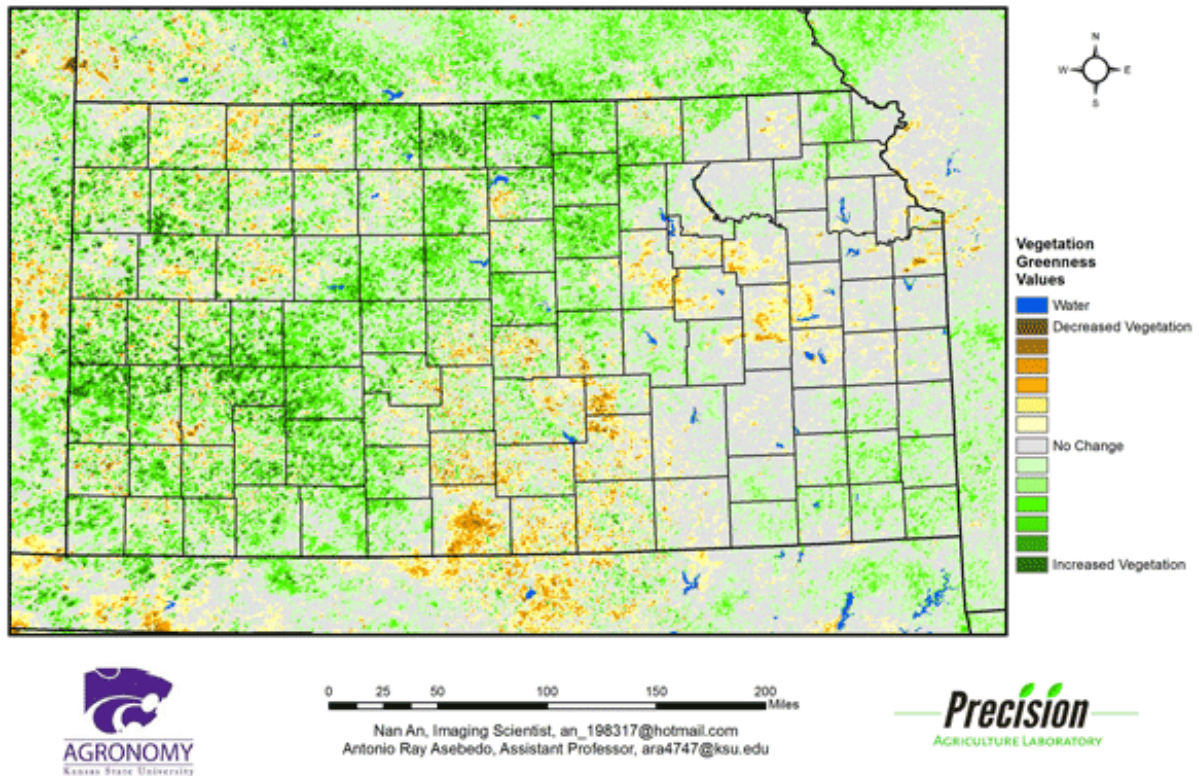 N
W E
S
Vegetation
Greenness
Values
Water
Decreased Vegetation
No Change
Increased Vegetation
0 25 50 100 150 200
Miles
Nan An, Imaging Scientist, an_198317@hotmail.com
Antonio Ray Asebedo, Assistant Professor, ara4747@ksu.edu
AGRONOMY
Kansas State University
Precision
AGRICULTURE LABORATORY